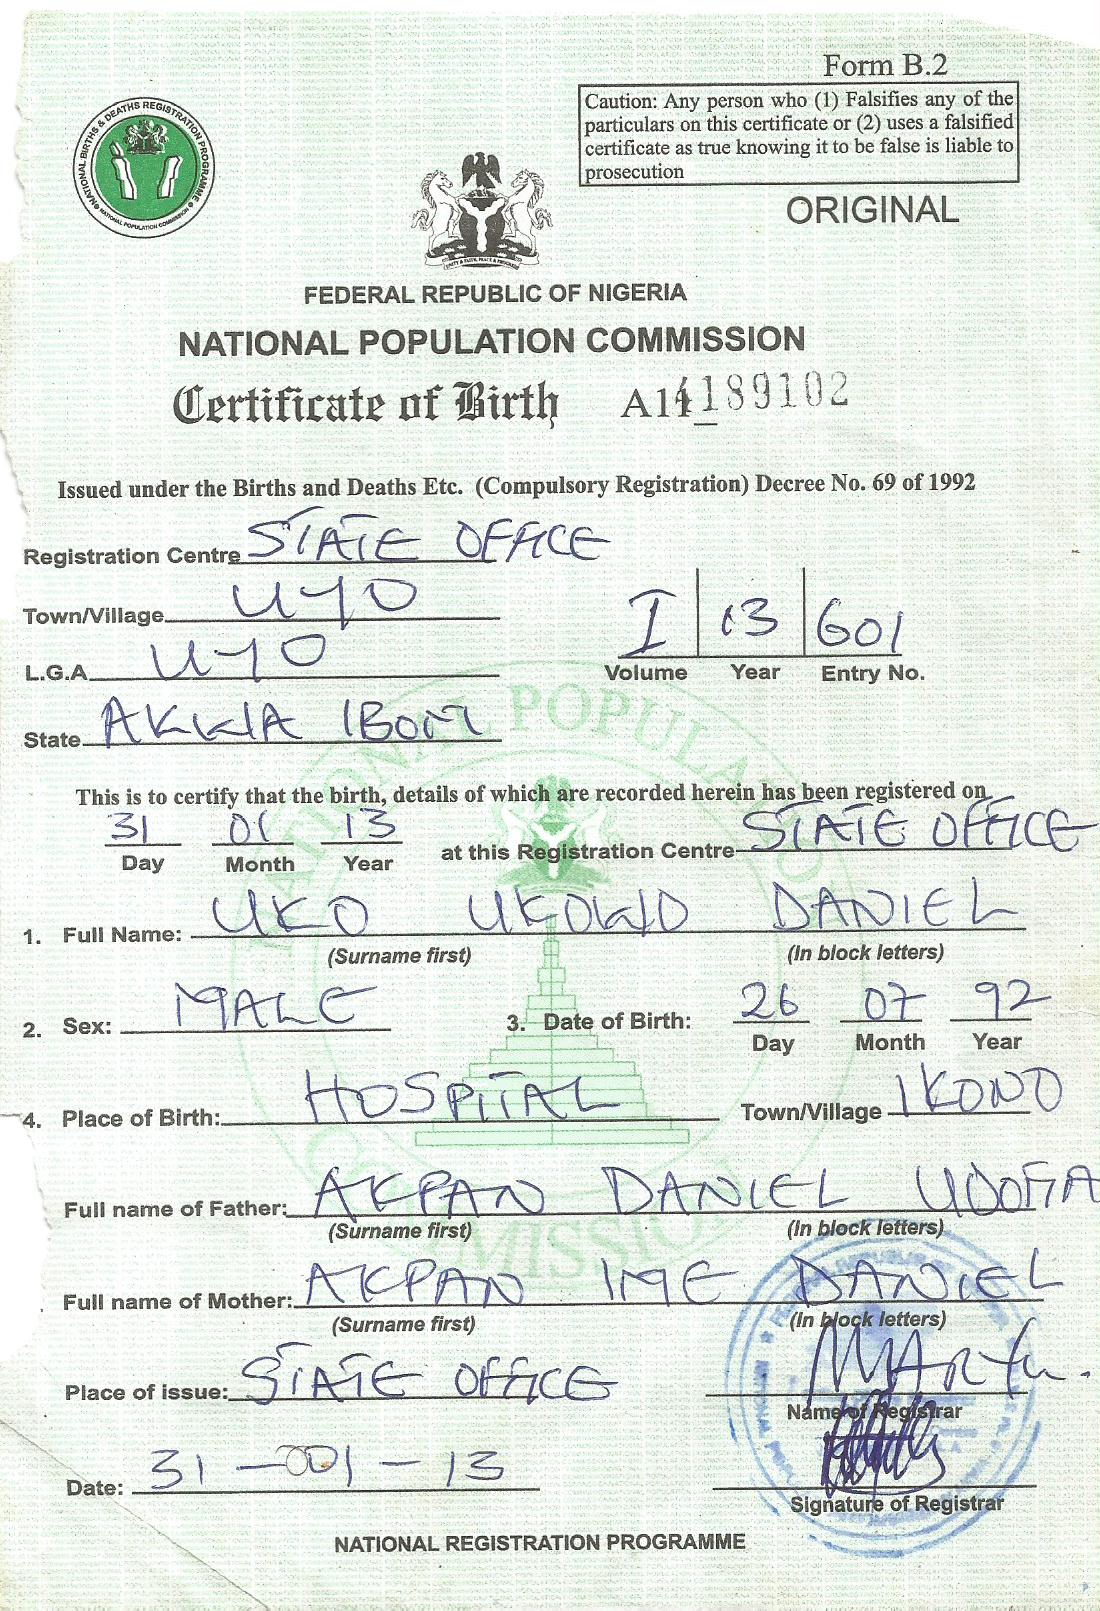 Form B.2
Caution: Any person who (1) Falsifies any of the
particulars on this certificate or (2) uses a falsified
certificate as true knowing it to be false is liable to
prosecution
ORIGINAL
NATIONAL BIRTHS & DEATHS REGISTRATION PROGRAMME
NATIONAL POPULATION COMMISSION
UNITY & FAITH, PEACE & PROGRESS
FEDERAL REPUBLIC OF NIGERIA
NATIONAL POPULATION COMMISSION
Certificate of Birth
189102
Issued under the Births and Deaths Etc. (Compulsory Registration) Decree No. 69 of 1992
Registration Centre STATE OFFICE
Town/Village UYO
L.G.A UYO
I 13 601
Volume Year Entry No.
State AKWA IBOM
This is to certify that the birth, details of which are recorded herein has been registered on
31 01 13
Day Month Year at this Registration Centre STATE OFFICE
1. Full Name: UKO DANIEL
(Surname first) (In block letters)
2. Sex: MALE 3. Date of Birth: 26 07 92
Day Month Year
4. Place of Birth: HOSPITAL Town/Village IKONO
Full name of Father: AKPAN DANIEL UDOFIA
(Surname first) (In block letters)
Full name of Mother: AKPAN IME DANIEL
(Surname first) (In block letters)
Place of issue: STATE OFFICE
Name of Registrar
Date: 31 - 01 - 13
Signature of Registrar
NATIONAL REGISTRATION PROGRAMME
NATIONAL POPULATION COMMISSION